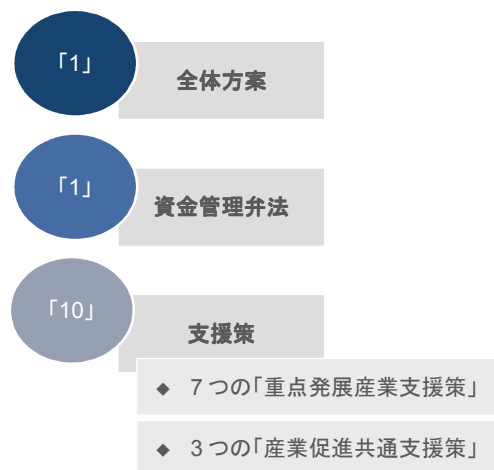 「1」
全体方案
「1」
資金管理弁法
「10」
支援策
◆ 7つの「重点発展産業支援策」
◆ 3つの「産業促進共通支援策」